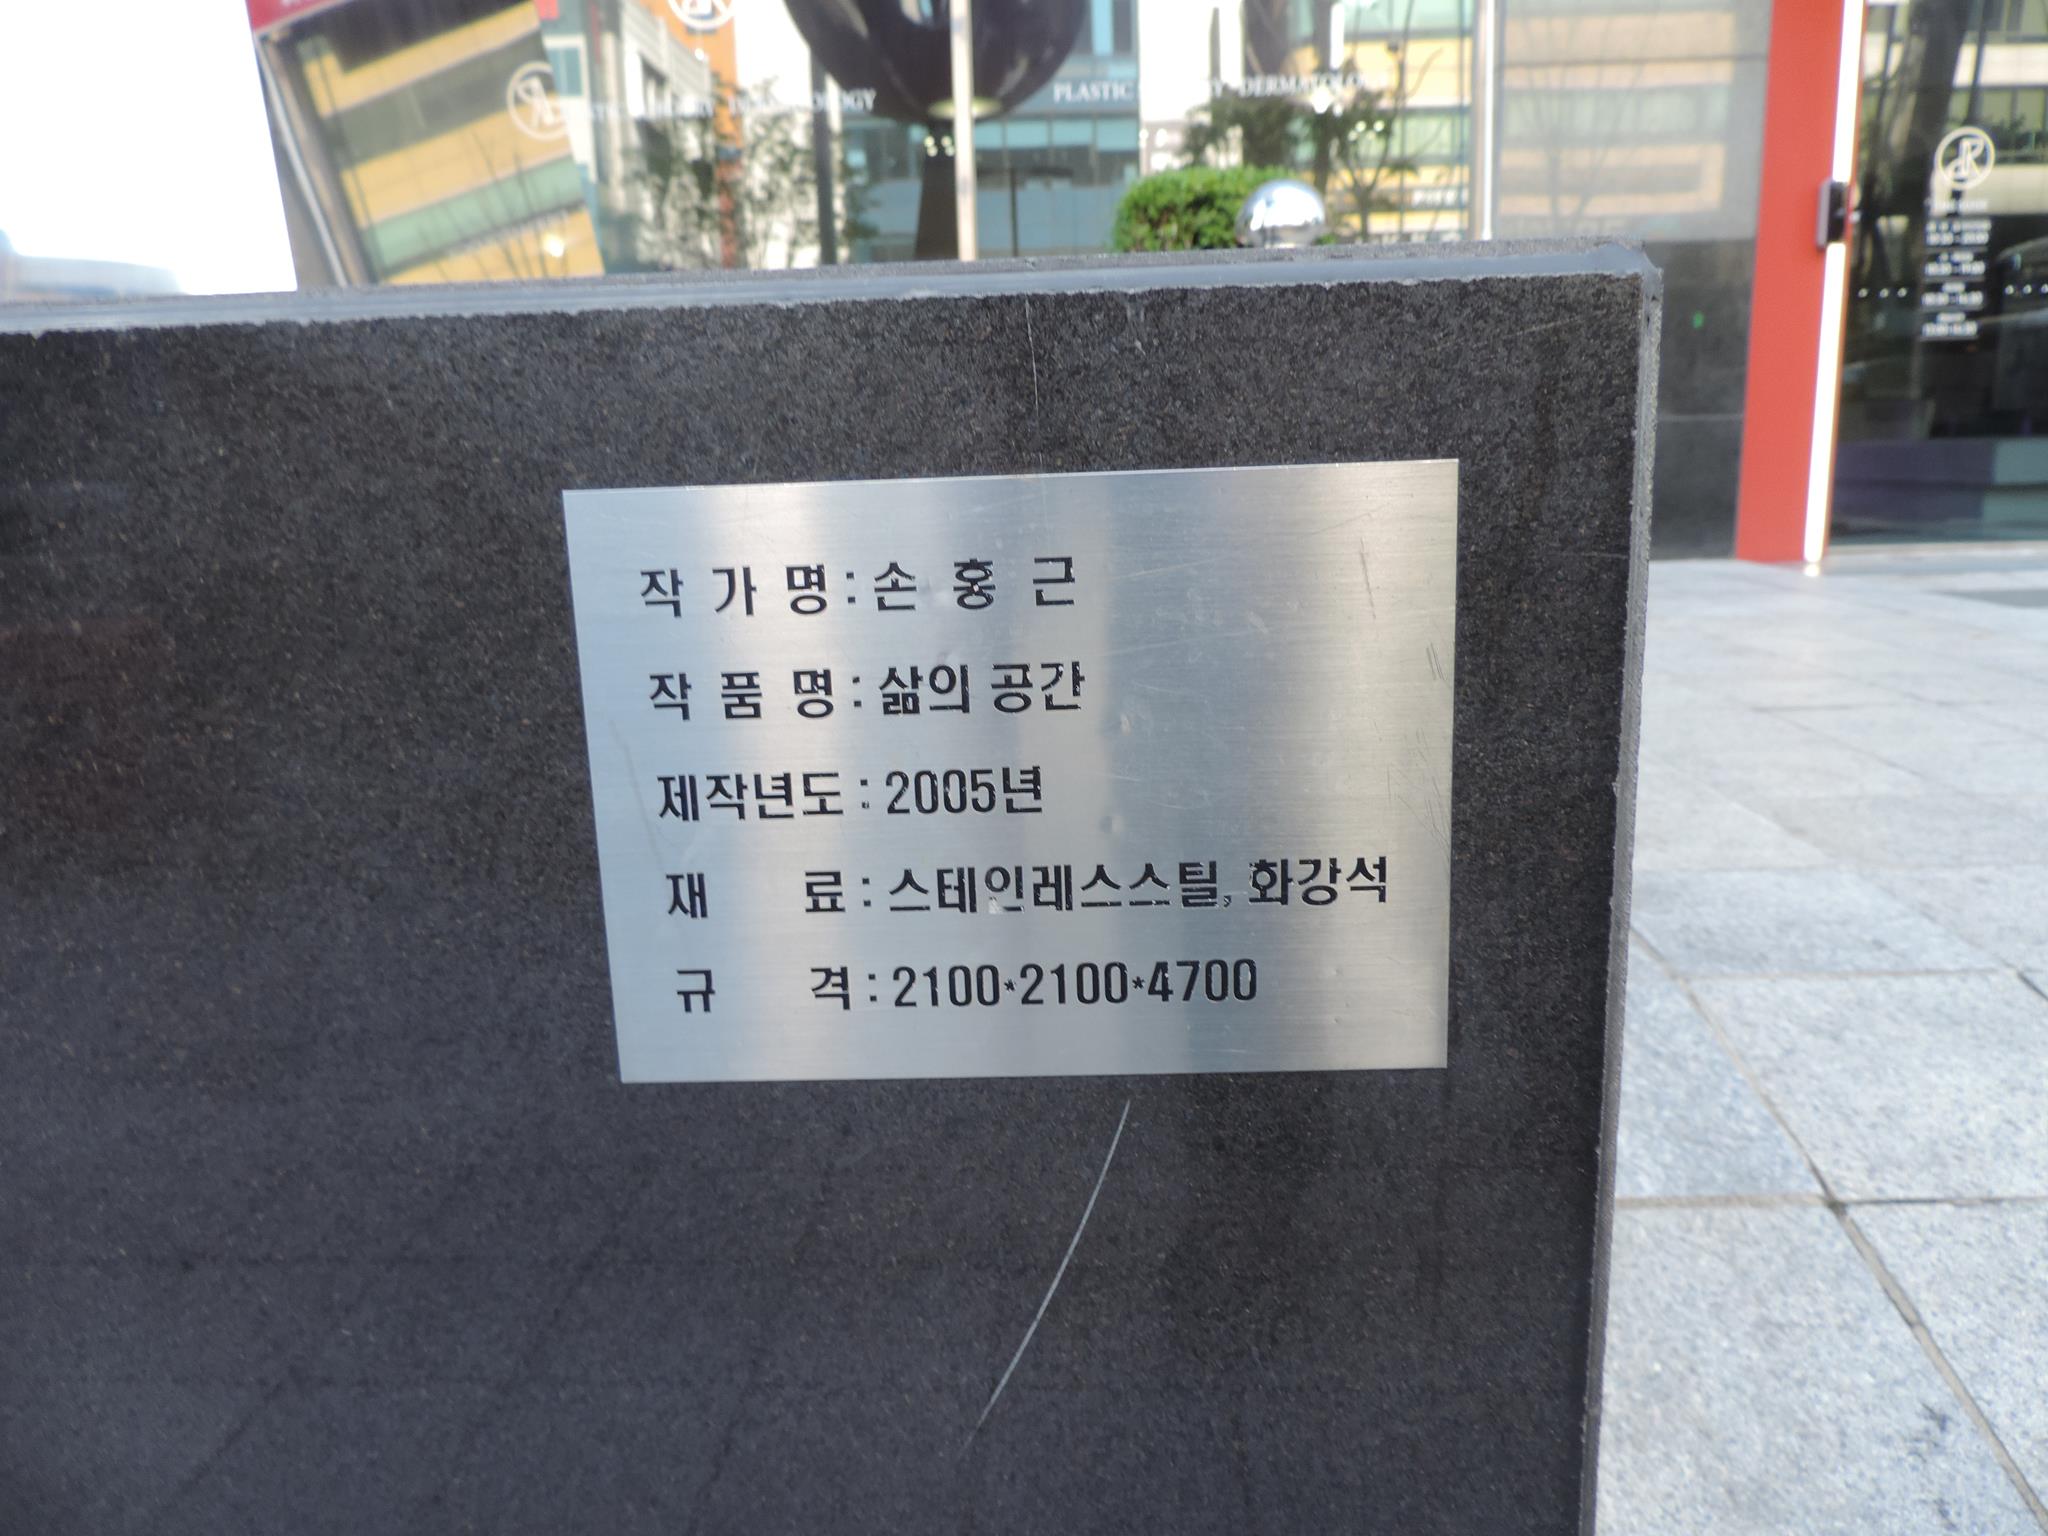 PLASTIC
DERMATOLOGY
작 가 명 : 손 홍 근
작 품 명 : 삶의 공간
제작년도 : 2005년
재 료 : 스테인레스스틸, 화강석
규 격 : 2100*2100*4700